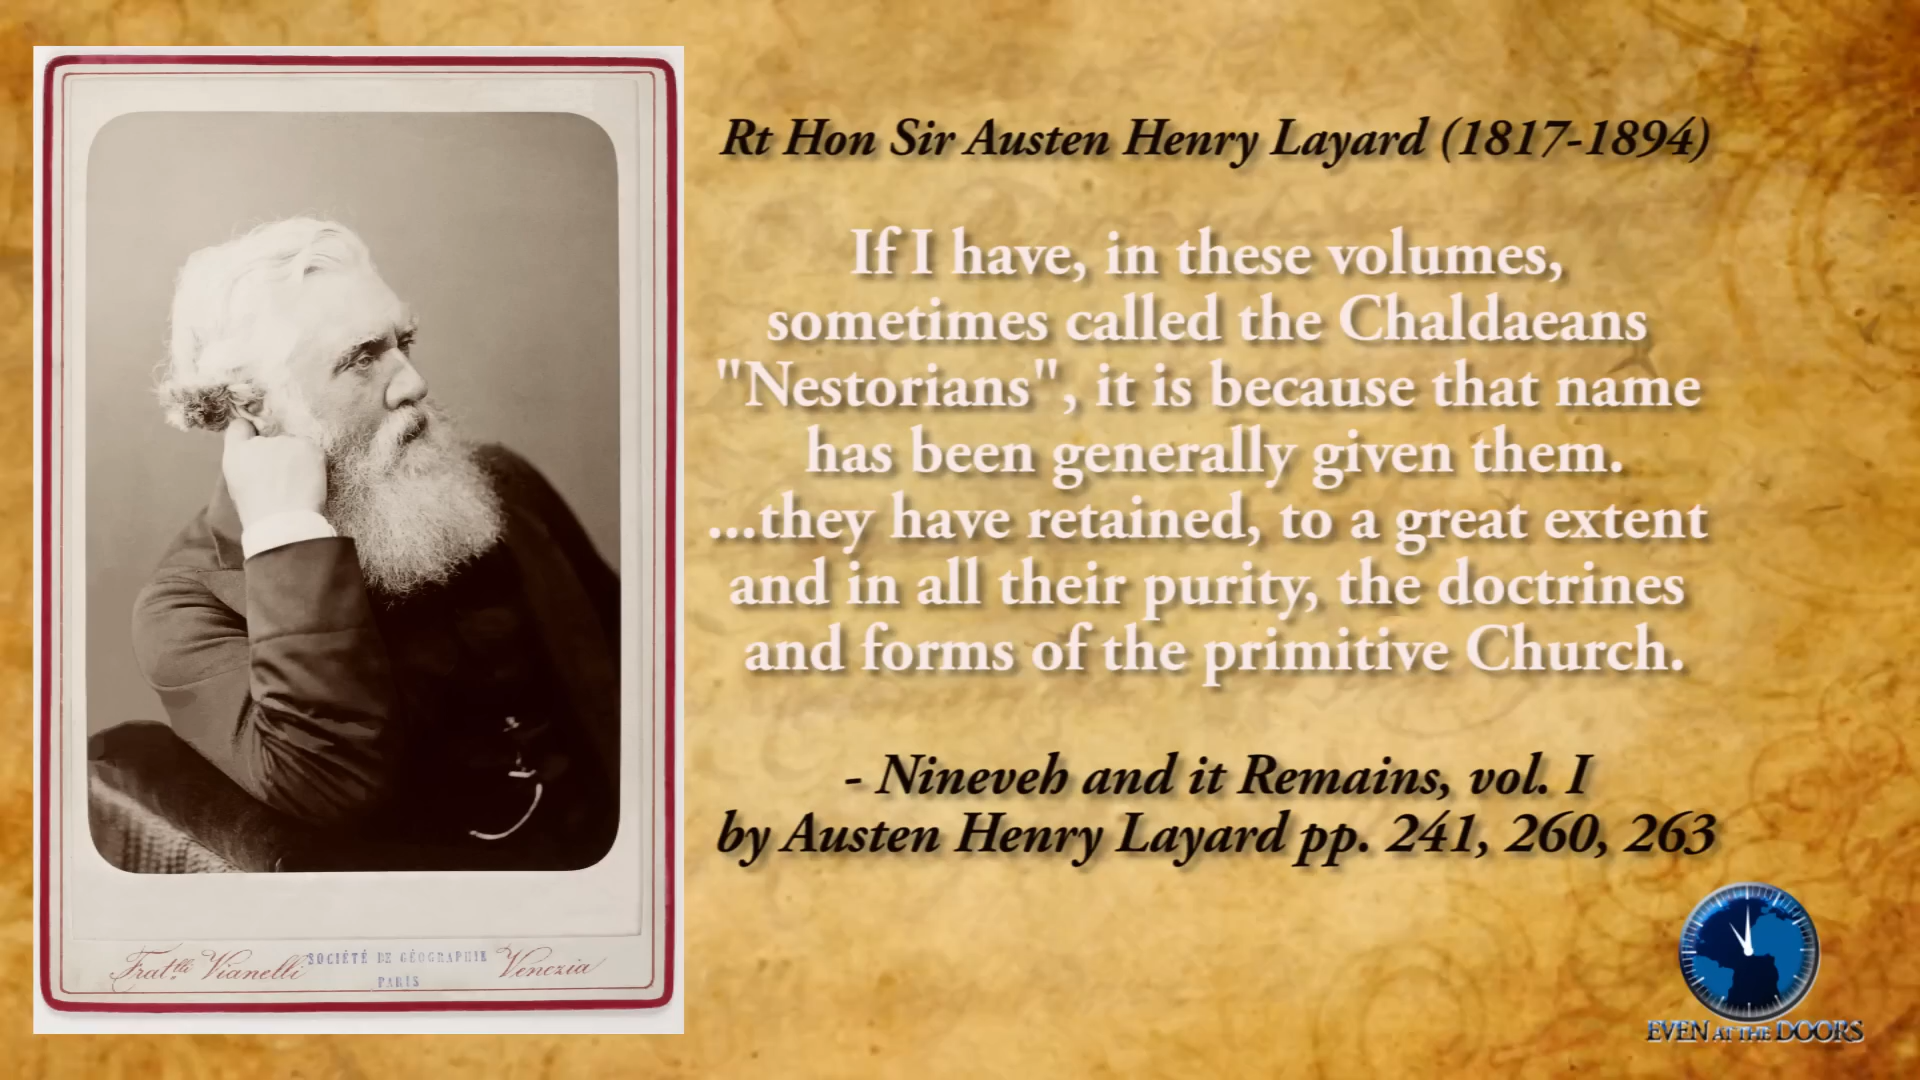 Rt Hon Sir Austen Henry Layard (1817-1894)
If I have, in these volumes,
sometimes called the Chaldaeans
"Nestorians", it is because that name
has been generally given them.
...they have retained, to a great extent
and in all their purity, the doctrines
and forms of the primitive Church.
- Nineveh and it Remains, vol. I
by Austen Henry Layard pp. 241, 260, 263
Frat.lli Vianelli
SOCIÉTÉ DE GÉOGRAPHIE
PARIS
Venezia
EVEN AT THE DOORS